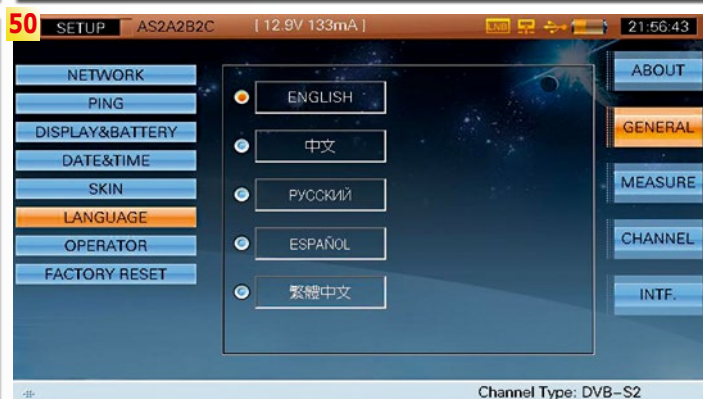 50
SETUP AS2A2B2C [ 12.9V 133mA ] LNB 21:56:43
NETWORK
PING
DISPLAY&BATTERY
DATE&TIME
SKIN
LANGUAGE
OPERATOR
FACTORY RESET
ENGLISH
中文
РУССКИЙ
ESPAÑOL
繁體中文
ABOUT
GENERAL
MEASURE
CHANNEL
INTF.
Channel Type: DVB-S2